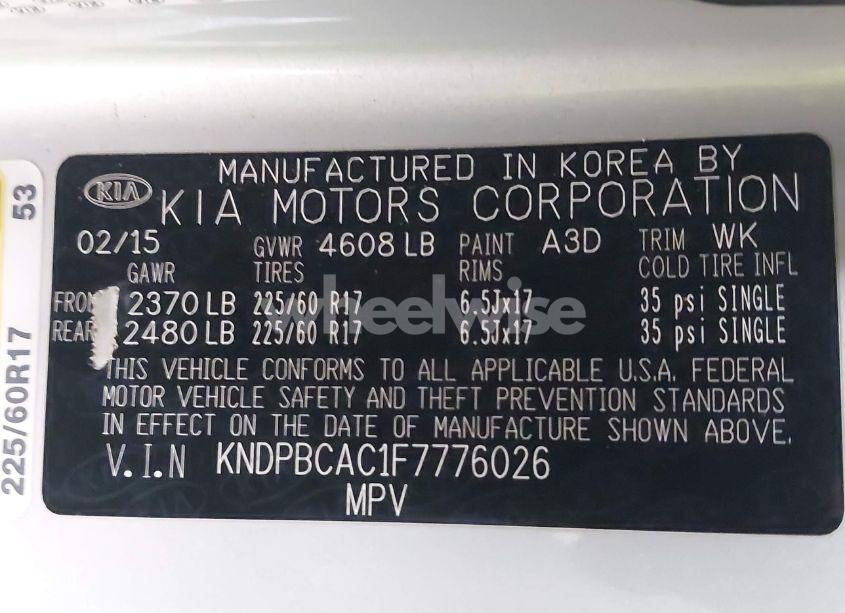 MANUFACTURED IN KOREA BY
KIA KIA MOTORS CORPORATION
02/15 GVWR 4608 LB PAINT A3D TRIM WK
GAWR TIRES RIMS COLD TIRE INFL
FRO 2370 LB 225/60 R17 6.5Jx17 35 psi SINGLE
REAR 2480 LB 225/60 R17 6.5Jx17 35 psi SINGLE
THIS VEHICLE CONFORMS TO ALL APPLICABLE U.S.A. FEDERAL
MOTOR VEHICLE SAFETY AND THEFT PREVENTION STANDARDS
IN EFFECT ON THE DATE OF MANUFACTURE SHOWN ABOVE.
V.I.N KNDPBCAC1F7776026
MPV
225/60R17 53
wheelwise